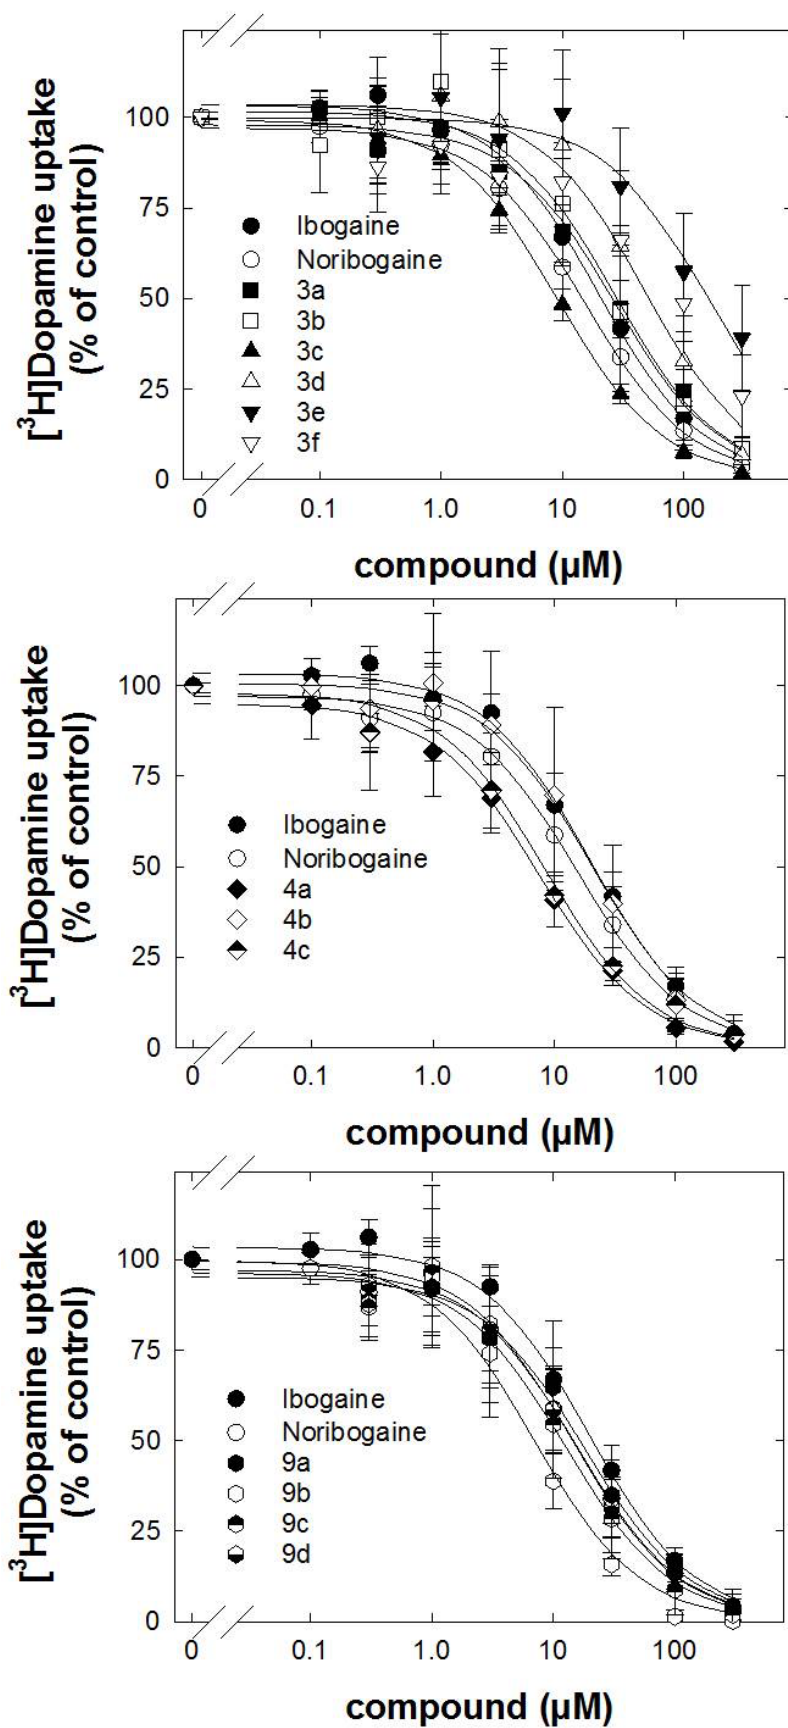 [³H]Dopamine uptake
(% of control)
100
75
50
25
0
Ibogaine
Noribogaine
3a
3b
3c
3d
3e
3f
0
0.1
1.0
10
100
compound (µM)
[³H]Dopamine uptake
(% of control)
100
75
50
25
0
Ibogaine
Noribogaine
4a
4b
4c
0
0.1
1.0
10
100
compound (µM)
[³H]Dopamine uptake
(% of control)
100
75
50
25
0
Ibogaine
Noribogaine
9a
9b
9c
9d
0
0.1
1.0
10
100
compound (µM)